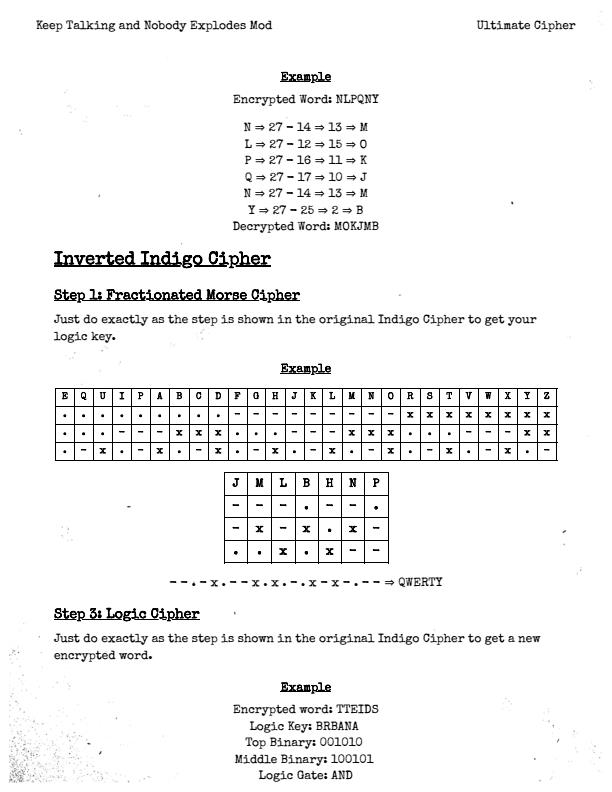 Keep Talking and Nobody Explodes Mod
Ultimate Cipher
Example
Encrypted Word: NLPQNY
N ⇒ 27 - 14 ⇒ 13 ⇒ M
L ⇒ 27 - 12 ⇒ 15 ⇒ O
P ⇒ 27 - 16 ⇒ 11 ⇒ K
Q ⇒ 27 - 17 ⇒ 10 ⇒ J
N ⇒ 27 - 14 ⇒ 13 ⇒ M
Y ⇒ 27 - 25 ⇒ 2 ⇒ B
Decrypted Word: MOKJMB
Inverted Indigo Cipher
Step 1: Fractionated Morse Cipher
Just do exactly as the step is shown in the original Indigo Cipher to get your
logic key.
Example
E Q U I P A B C D F G H J K L M N O R S T V W X Y Z
. . . . . . . . . - - - - - - - - - x x x x x x x x
. . . - - - x x x . . . - - - x x x . . . - - - x x
. - x . - x . - x . - x . - x . - x . - x . - x . -
J M L B H N P
- - - . - - .
- x - x . x -
. . x . x - -
- - . - x . - - x . x . - . x - x - . - - ⇒ QWERTY
Step 3: Logic Cipher
Just do exactly as the step is shown in the original Indigo Cipher to get a new
encrypted word.
Example
Encrypted word: TTEIDS
Logic Key: BRBANA
Top Binary: 001010
Middle Binary: 100101
Logic Gate: AND